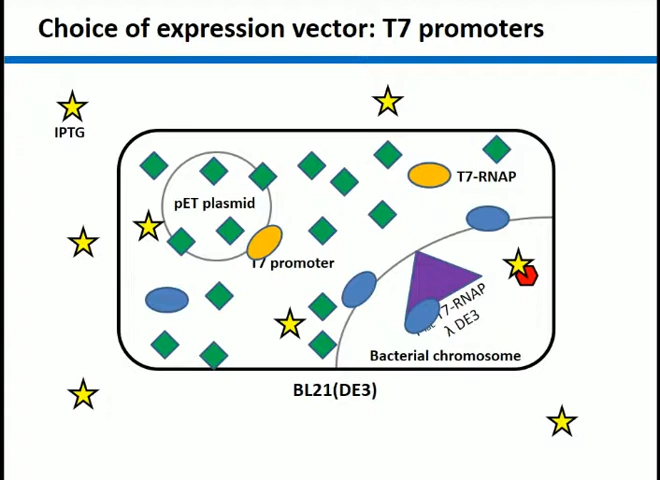 Choice of expression vector: T7 promoters
IPTG
T7-RNAP
pET plasmid
T7 promoter
T7-RNAP
λ DE3
Bacterial chromosome
BL21(DE3)